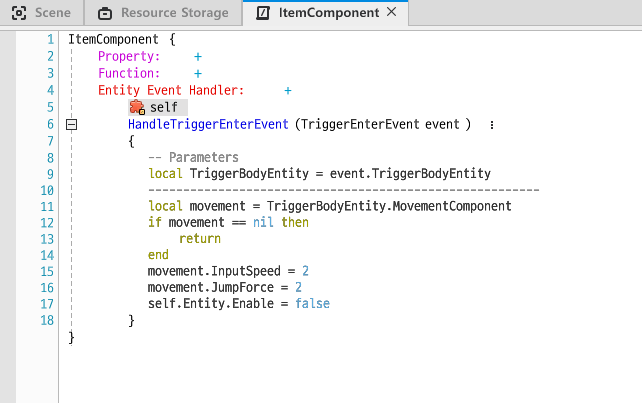 Scene Resource Storage ItemComponent ×
1 ItemComponent {
2 Property: +
3 Function: +
4 Entity Event Handler: +
5 self
6 HandleTriggerEnterEvent (TriggerEnterEvent event ) ⋮
7 {
8 -- Parameters
9 local TriggerBodyEntity = event.TriggerBodyEntity
10 --------------------------------------------------------
11 local movement = TriggerBodyEntity.MovementComponent
12 if movement == nil then
13 return
14 end
15 movement.InputSpeed = 2
16 movement.JumpForce = 2
17 self.Entity.Enable = false
18 }
}